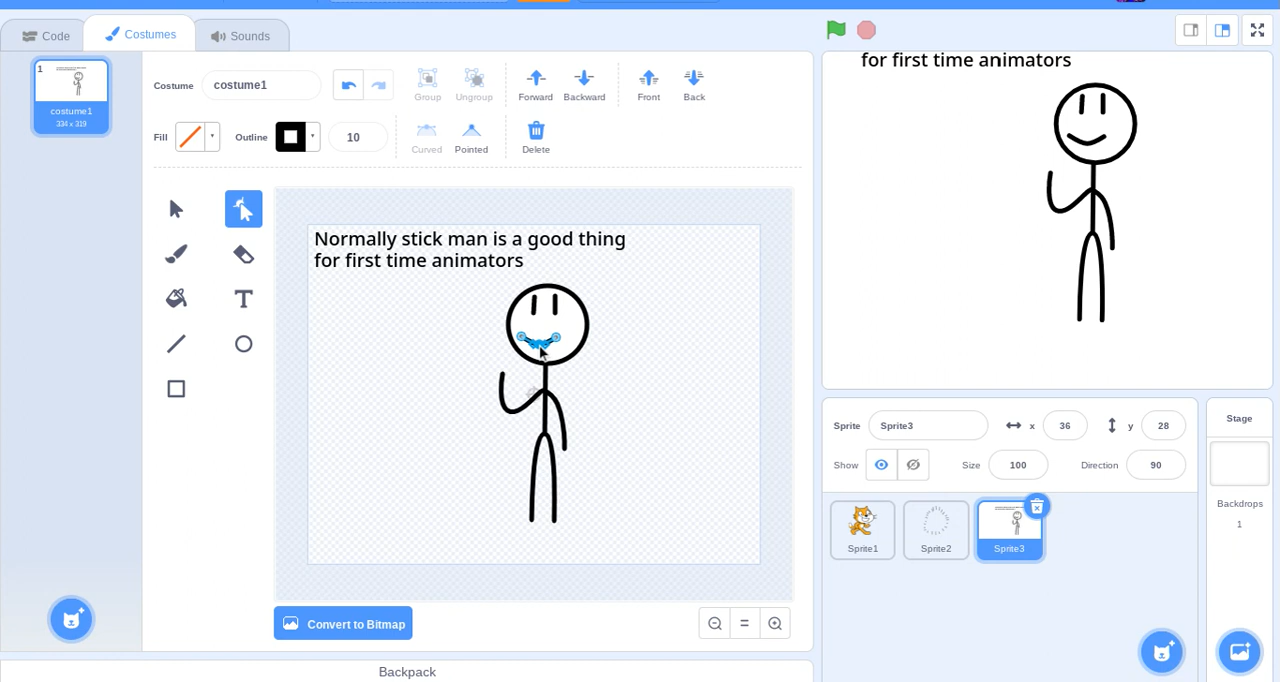 Code
Costumes
Sounds
1
costume1
334 x 319
Costume
costume1
Group
Ungroup
Forward
Backward
Front
Back
Fill
Outline
10
Curved
Pointed
Delete
Normally stick man is a good thing
for first time animators
Convert to Bitmap
Backpack
for first time animators
Sprite
Sprite3
x
36
y
28
Show
Size
100
Direction
90
Sprite1
Sprite2
Sprite3
Stage
Backdrops
1